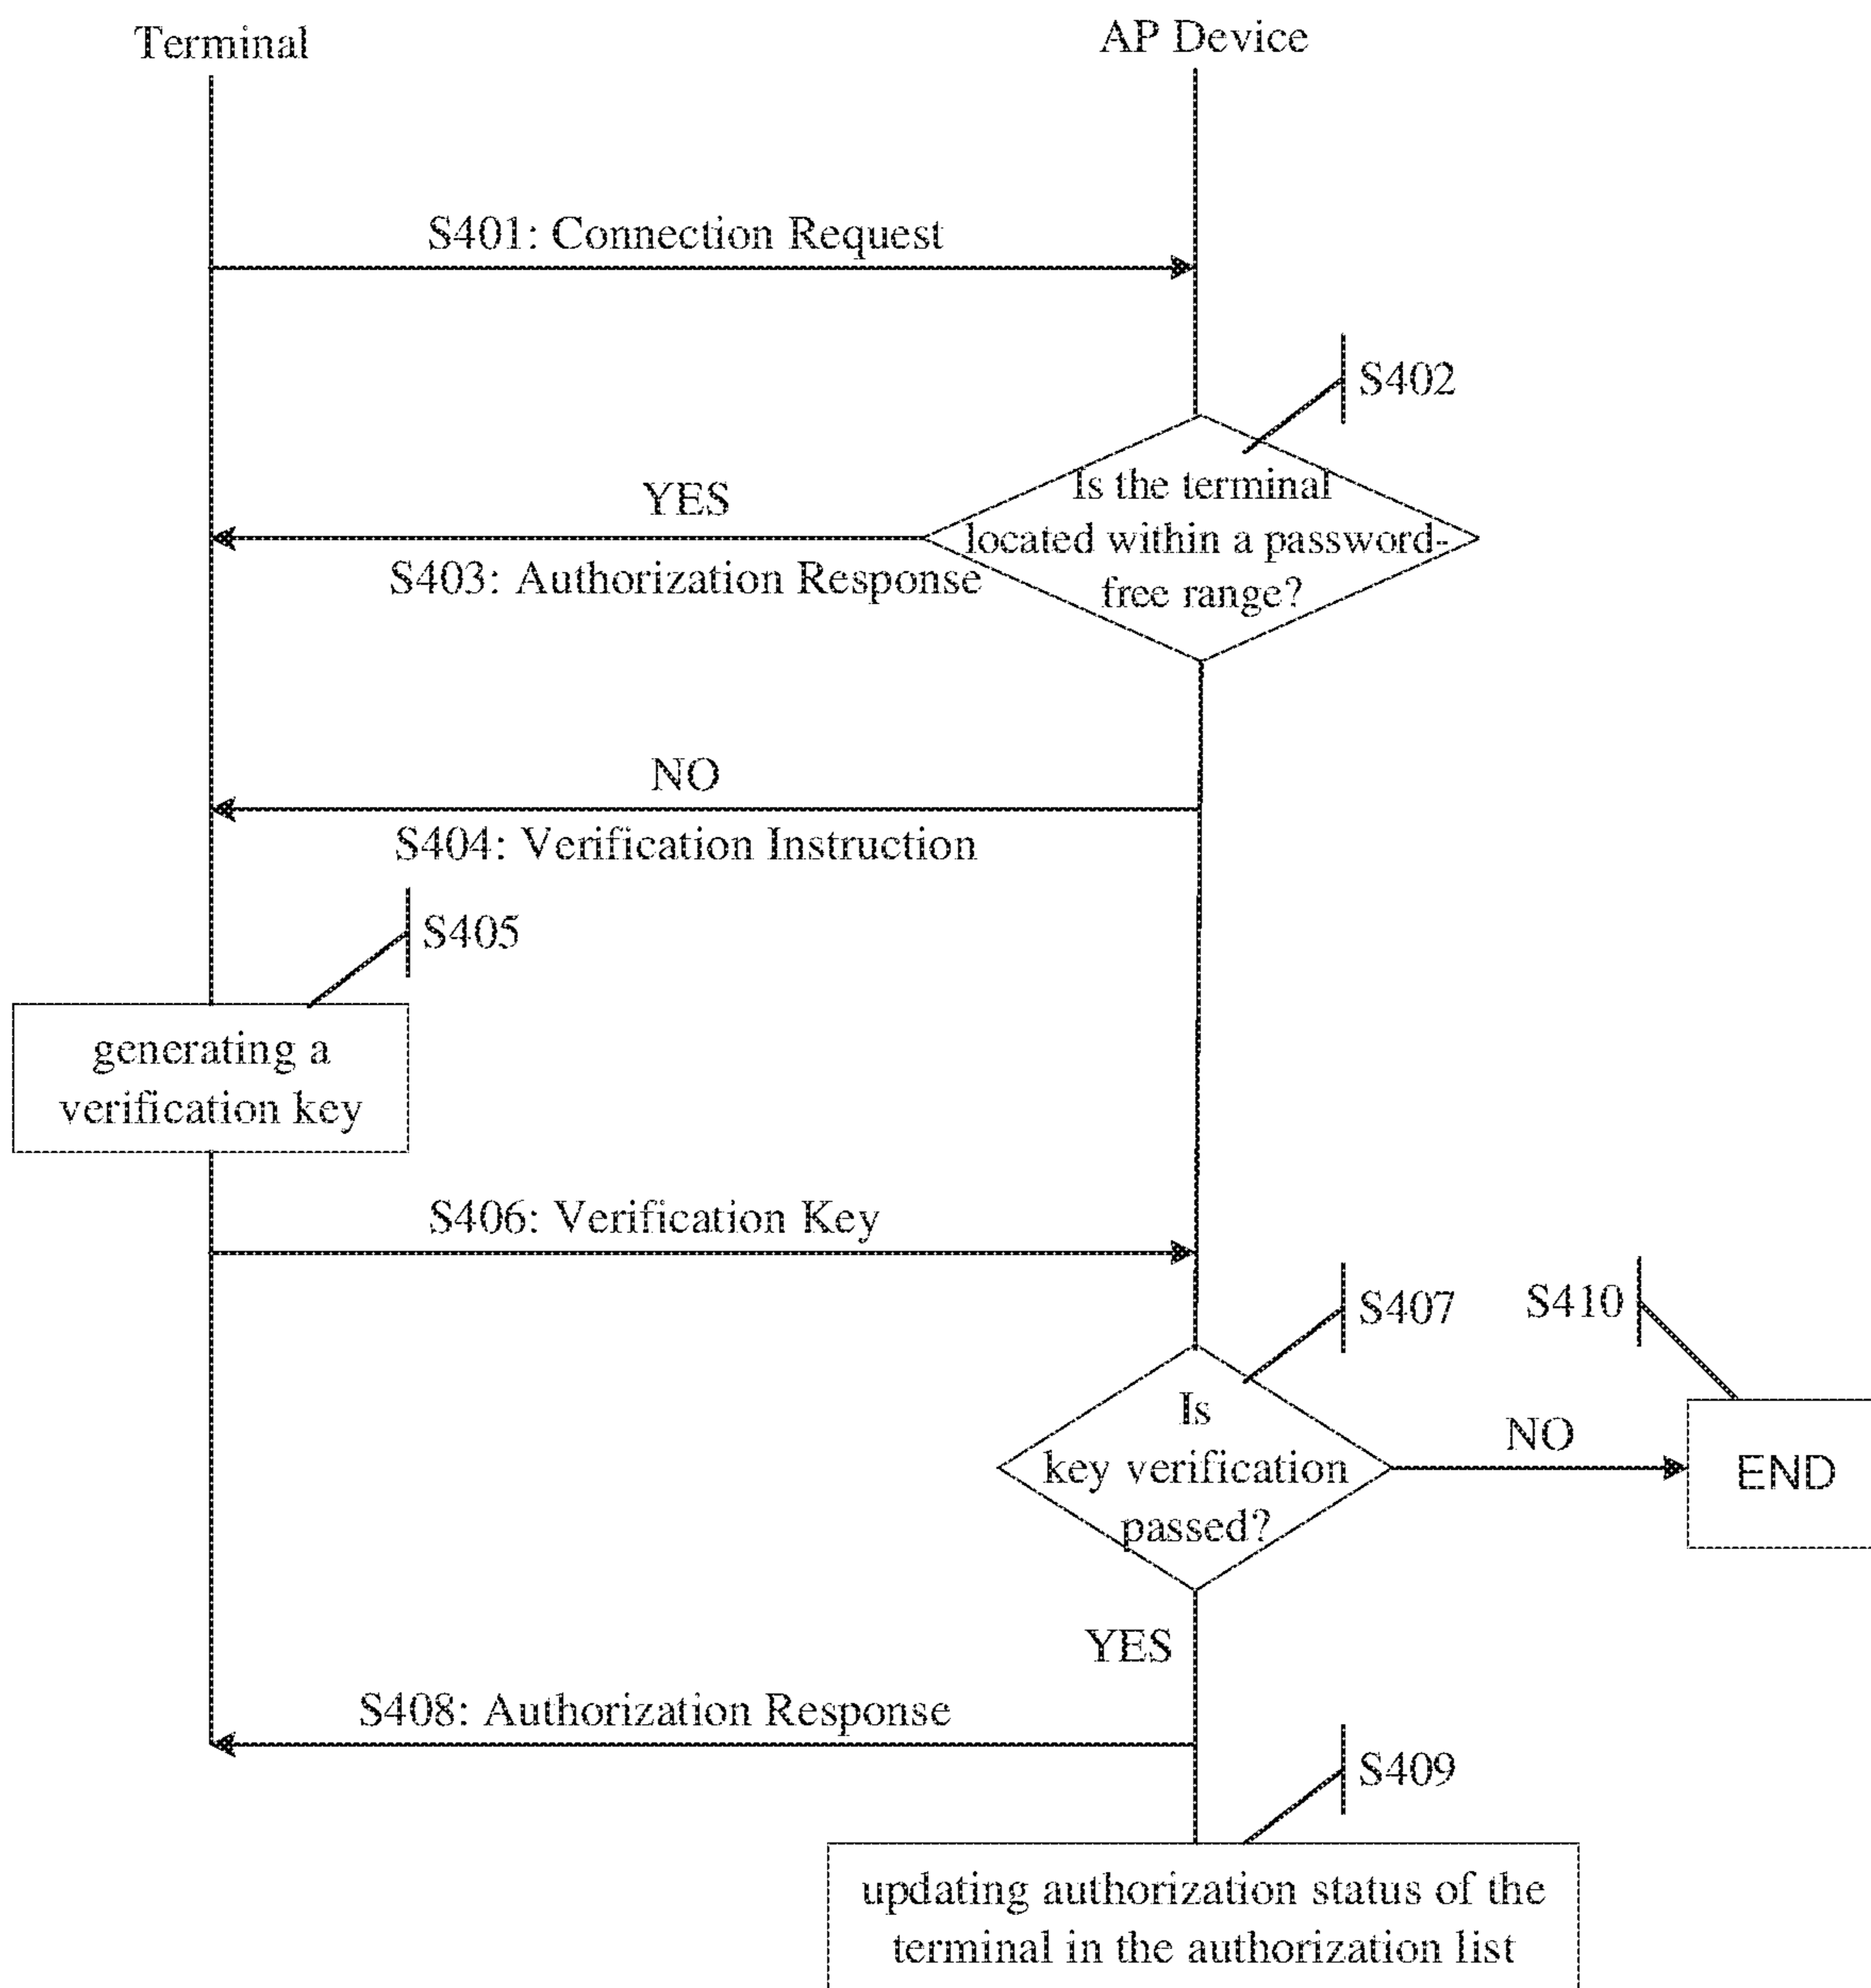 Terminal
AP Device
S401: Connection Request
S402
Is the terminal
located within a password-
free range?
YES
S403: Authorization Response
NO
S404: Verification Instruction
S405
generating a
verification key
S406: Verification Key
S407
S410
Is
key verification
passed?
NO
END
YES
S408: Authorization Response
S409
updating authorization status of the
terminal in the authorization list